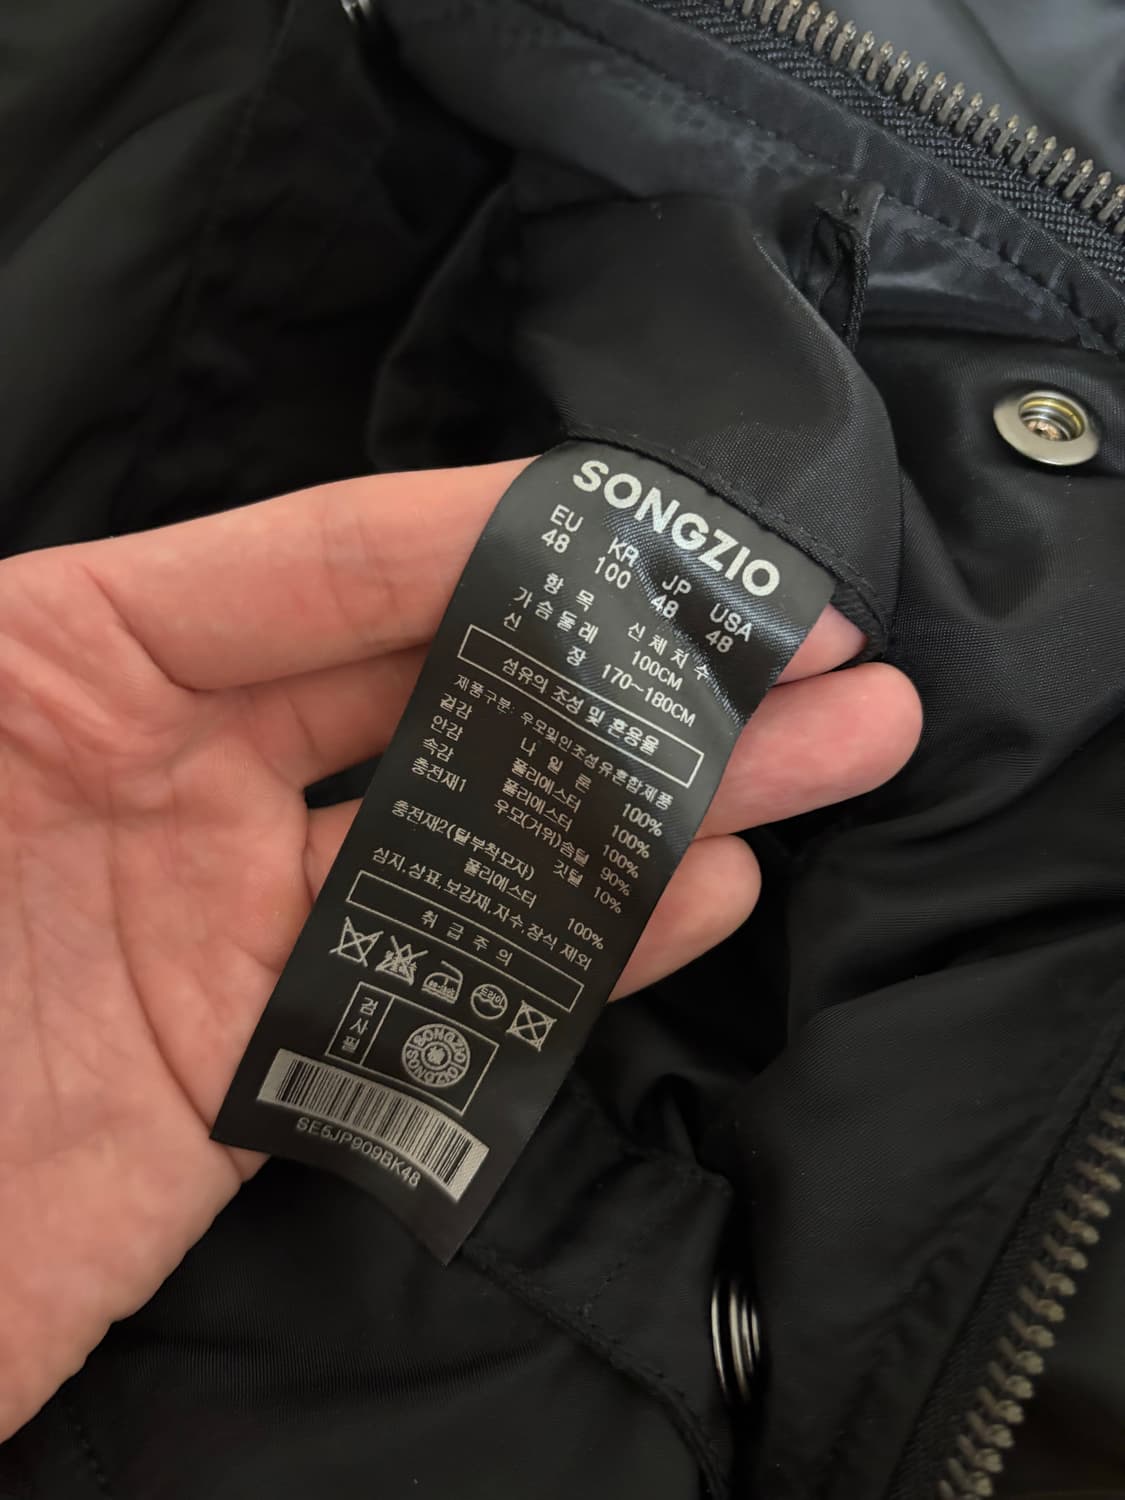 SONGZIO
EU KR JP USA
48 100 48 48
항 목 신 체 치 수
가 슴 둘 레 100CM
신 장 170~180CM
섬유의 조성 및 혼용율
제품구분: 우모및인조섬유혼합제품
겉감 나 일 론 100%
안감 폴리에스터 100%
속감 폴리에스터 100%
충전재1 우모(거위)솜털 90%
깃털 10%
충전재2(탈부착모자)
폴리에스터 100%
심지,상표,보강재,자수,장식 제외
취 급 주 의
드라이
검사필
SONGZIO SONGZIO
SE5JP909BK48